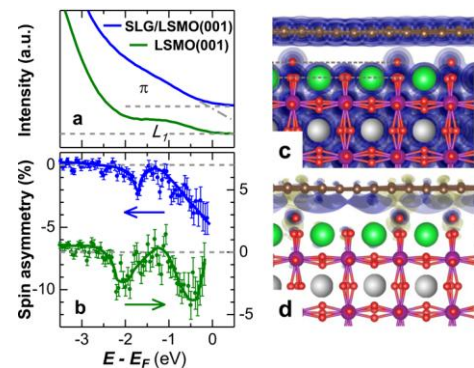 SLG/LSMO(001)
LSMO(001)
Intensity (a.u.)
π
a
L₁
c
Spin asymmetry (%)
0
-5
-10
5
0
-5
b
d
-3
-2
-1
0
E - E_F (eV)